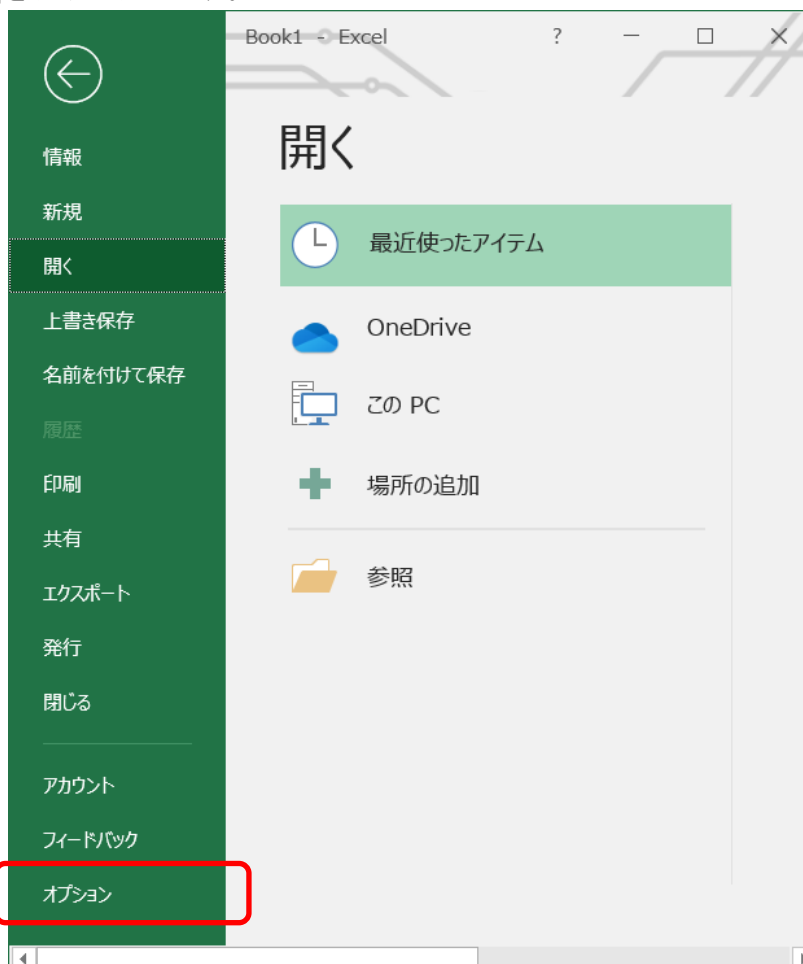 Book1 - Excel
?
情報
新規
開く
上書き保存
名前を付けて保存
履歴
印刷
共有
エクスポート
発行
閉じる
アカウント
フィードバック
オプション
開く
最近使ったアイテム
OneDrive
この PC
場所の追加
参照